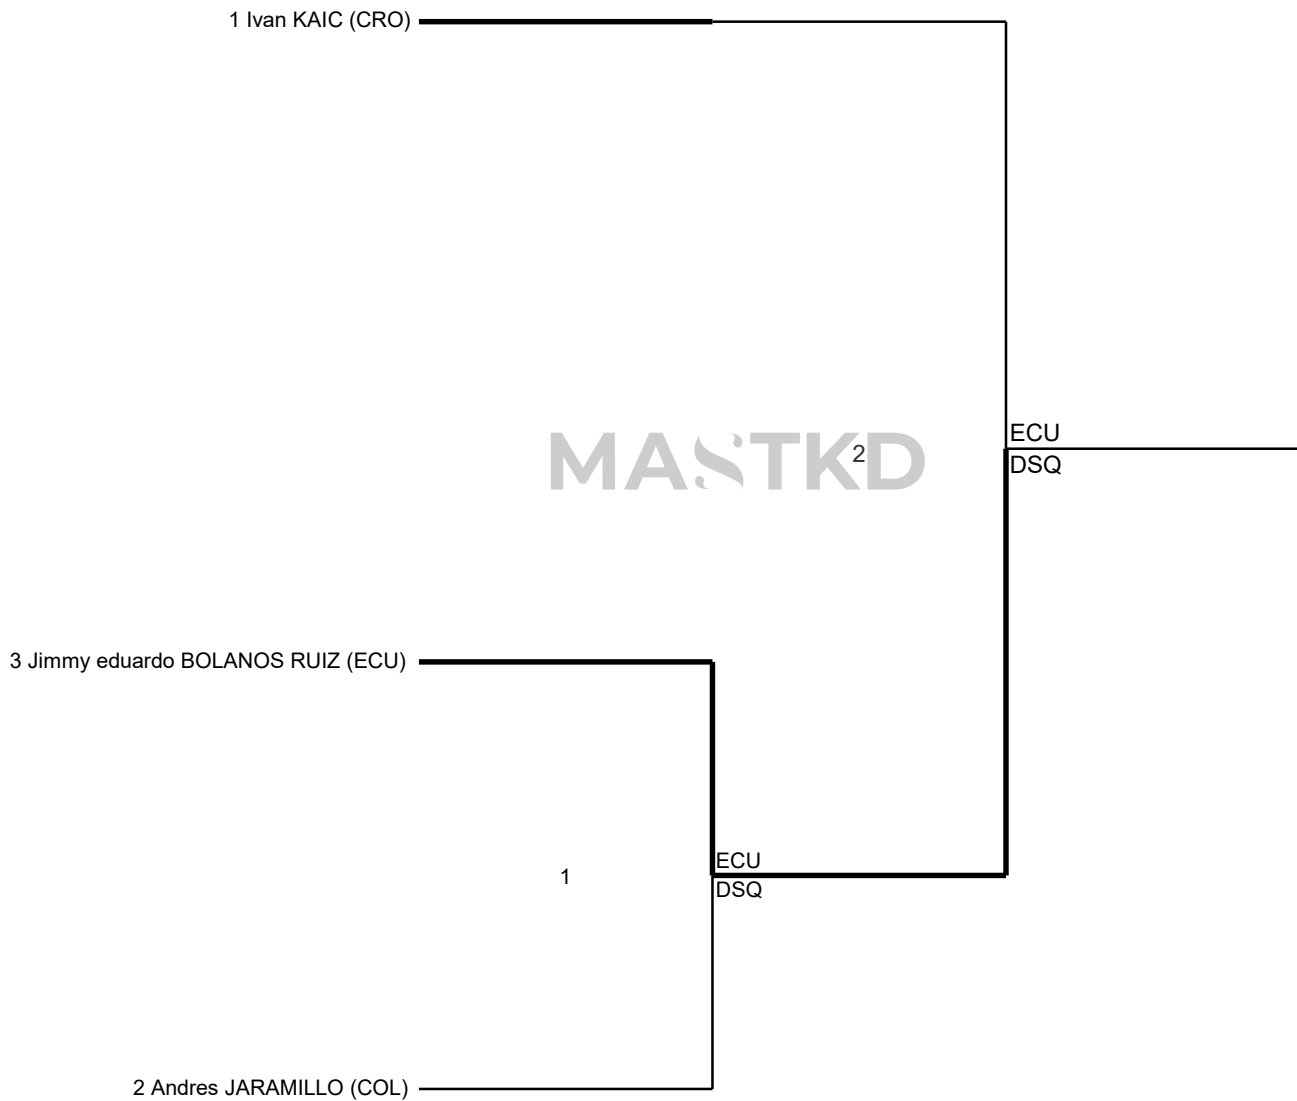 1 Ivan KAIC (CRO)
ECU
MASTKD
2
DSQ
3 Jimmy eduardo BOLANOS RUIZ (ECU)
ECU
1
DSQ
2 Andres JARAMILLO (COL)